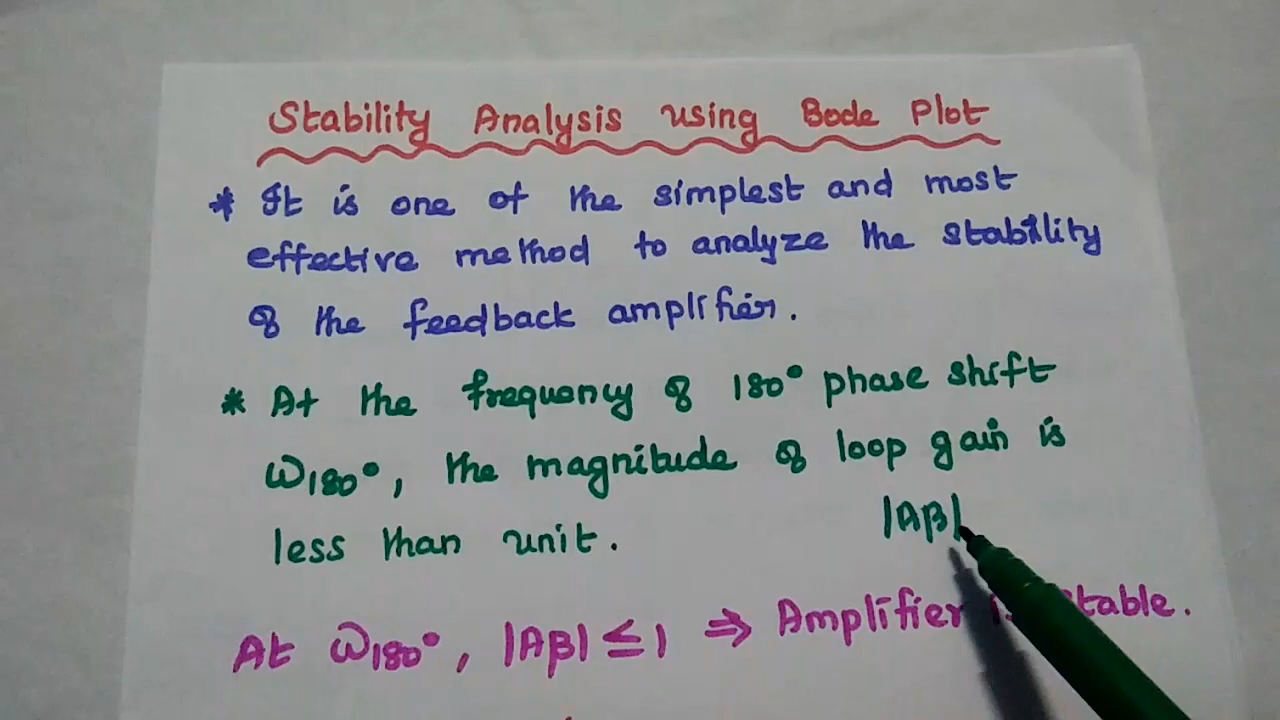 Stability Analysis using Bode Plot
* It is one of the simplest and most
effective method to analyze the stability
of the feedback amplifier.
* At the frequency of 180° phase shift
ω180°, the magnitude of loop gain is
less than unit.
|Aβ|
At ω180°, |Aβ| ≤ 1 ⇒ Amplifier is stable.